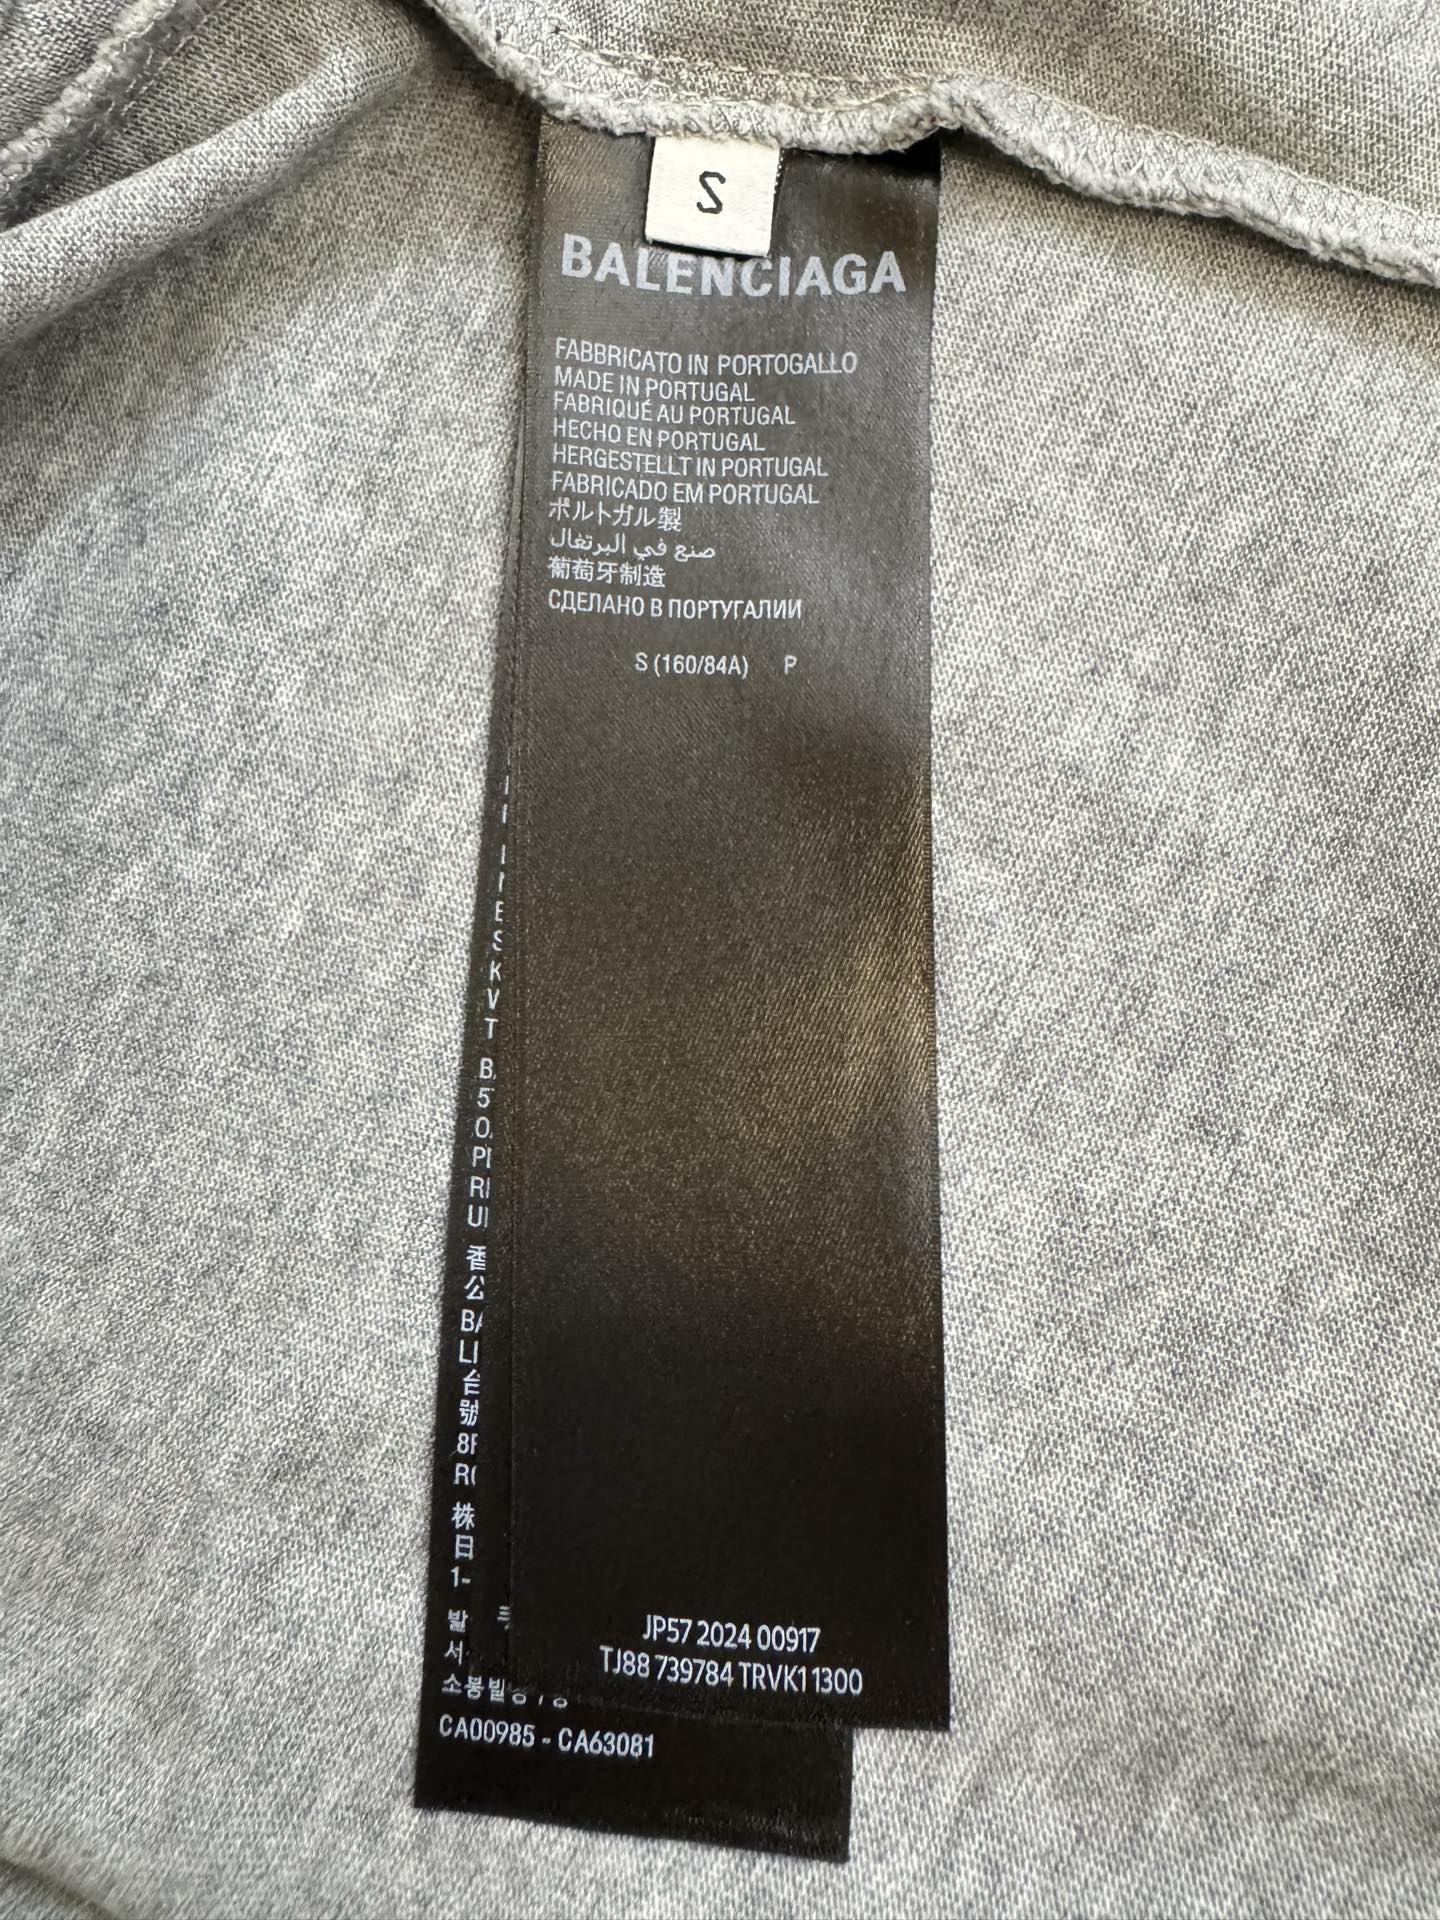 S
BALENCIAGA
FABBRICATO IN PORTOGALLO
MADE IN PORTUGAL
FABRIQUÉ AU PORTUGAL
HECHO EN PORTUGAL
HERGESTELLT IN PORTUGAL
FABRICADO EM PORTUGAL
ポルトガル製
صنع في البرتغال
葡萄牙制造
СДЕЛАНО В ПОРТУГАЛИИ
S (160/84A) P
JP57 2024 00917
TJ88 739784 TRVK1 1300
CA00985 - CA63081